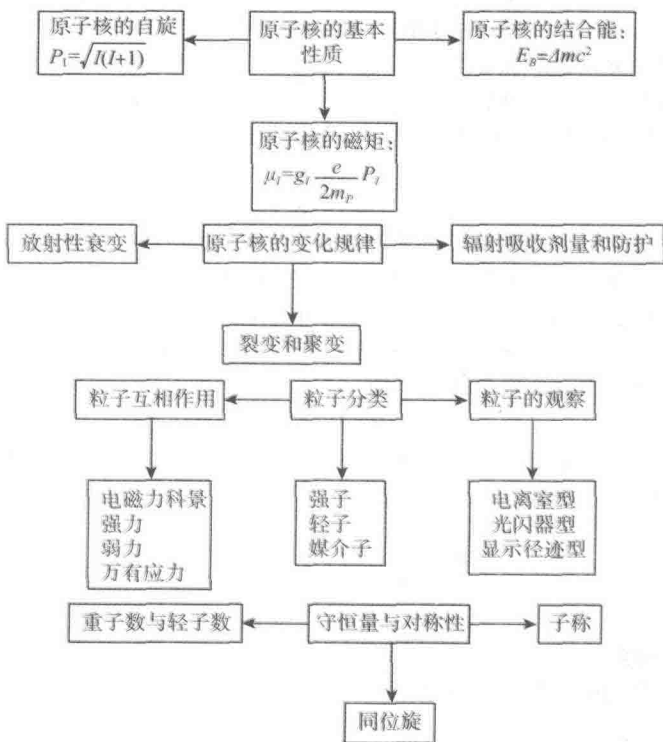 原子核的自旋
P_I=√I(I+1)
原子核的基本
性质
原子核的结合能：
E_B=Δmc²
原子核的磁矩：
μ_I=g_I e/2m_p P_I
放射性衰变
原子核的变化规律
辐射吸收剂量和防护
裂变和聚变
粒子互相作用
粒子分类
粒子的观察
电磁力科景
强力
弱力
万有应力
强子
轻子
媒介子
电离室型
光闪器型
显示径迹型
重子数与轻子数
守恒量与对称性
子称
同位旋